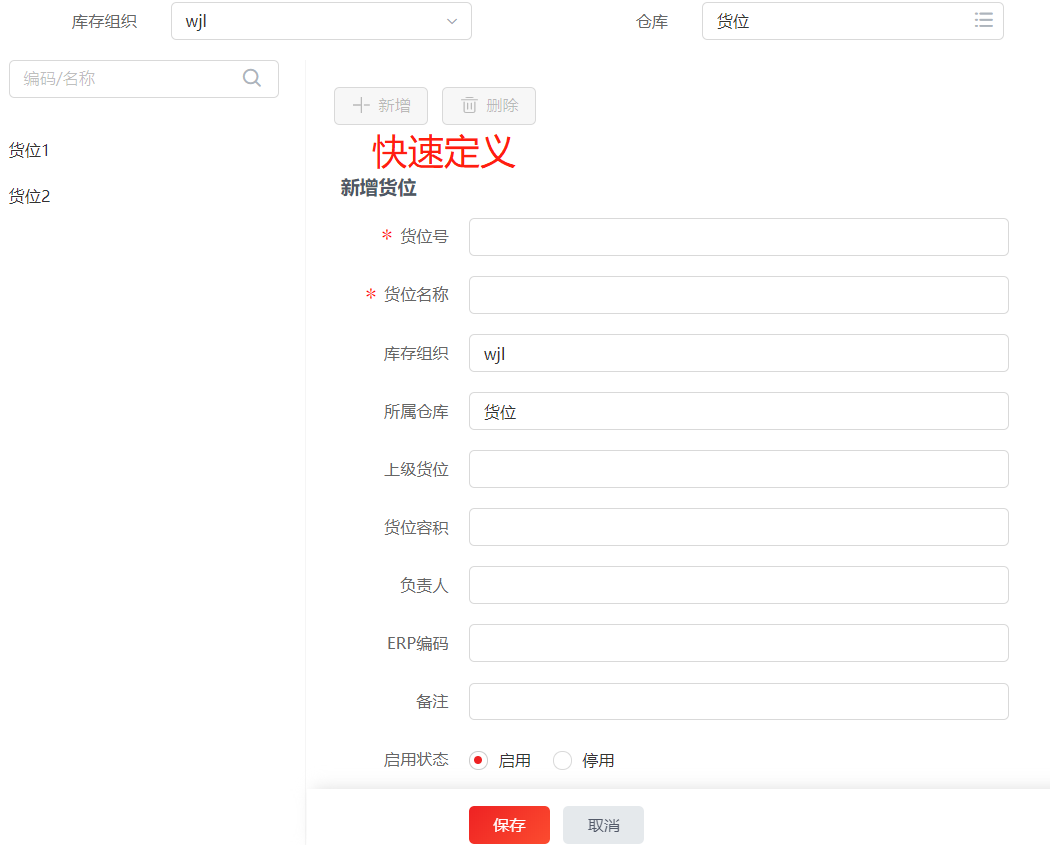 库存组织 wjl 仓库 货位
编码/名称
新增 删除
货位1
快速定义
货位2
新增货位
* 货位号
* 货位名称
库存组织 wjl
所属仓库 货位
上级货位
货位容积
负责人
ERP编码
备注
启用状态 启用 停用
保存 取消